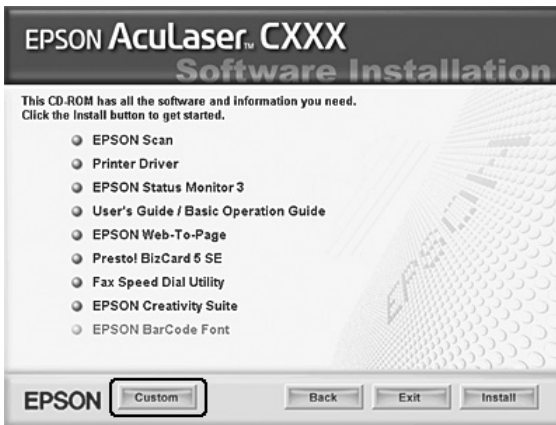 EPSON AcuLaser™ CXXX
Software Installation
This CD-ROM has all the software and information you need.
Click the Install button to get started.
EPSON Scan
Printer Driver
EPSON Status Monitor 3
User's Guide / Basic Operation Guide
EPSON Web-To-Page
Presto! BizCard 5 SE
Fax Speed Dial Utility
EPSON Creativity Suite
EPSON BarCode Font
EPSON
EPSON Custom Back Exit Install